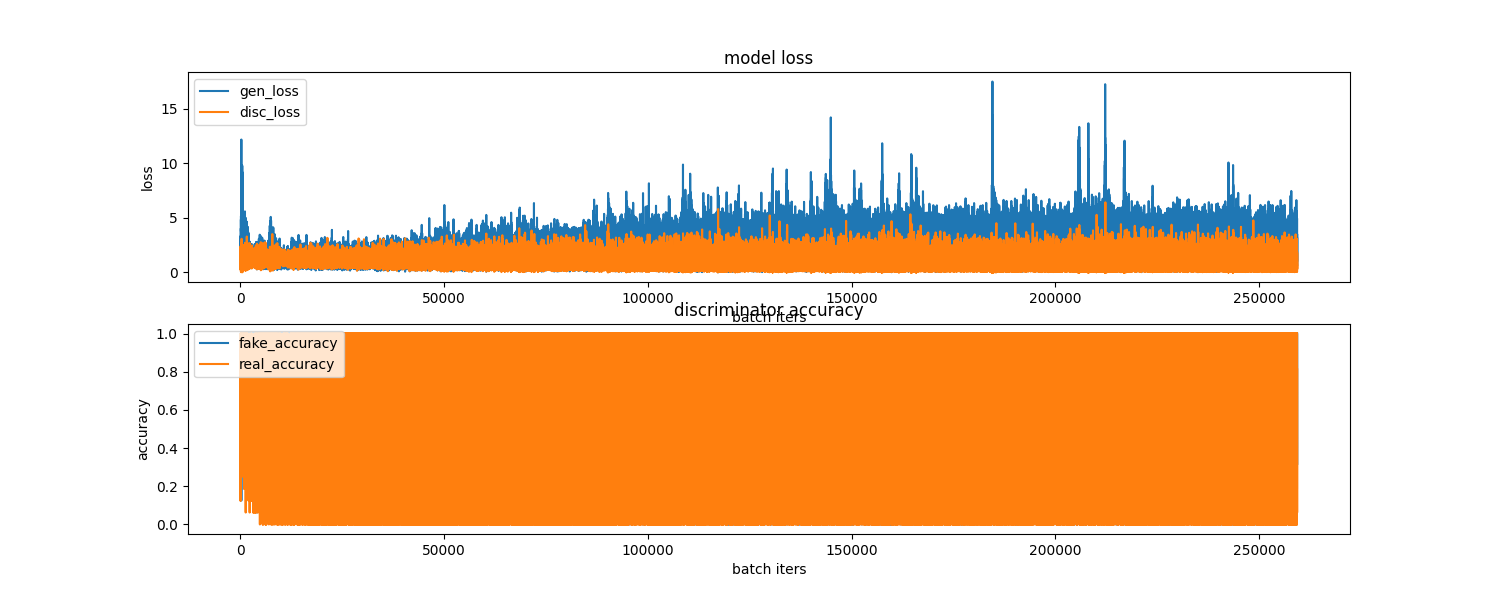 model loss
gen_loss
disc_loss
loss
15
10
5
0
0
50000
100000
150000
200000
250000
batch iters
discriminator accuracy
fake_accuracy
real_accuracy
accuracy
1.0
0.8
0.6
0.4
0.2
0.0
0
50000
100000
150000
200000
250000
batch iters